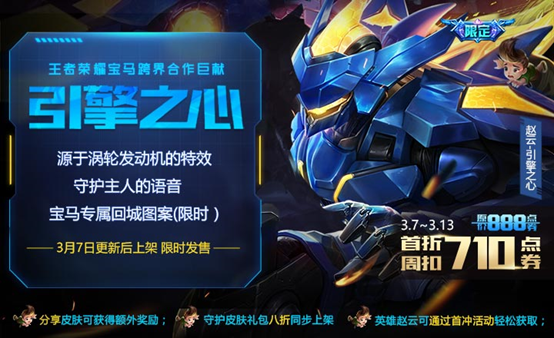 王者荣耀宝马跨界合作巨献
引擎之心
源于涡轮发动机的特效
守护主人的语音
宝马专属回城图案(限时)
3月7日更新后上架 限时发售
限定
赵云-引擎之心
3.7~3.13
原价888点券
首周折扣710点券
分享皮肤可获得额外奖励；
守护皮肤礼包八折同步上架
英雄赵云可通过首冲活动轻松获取；